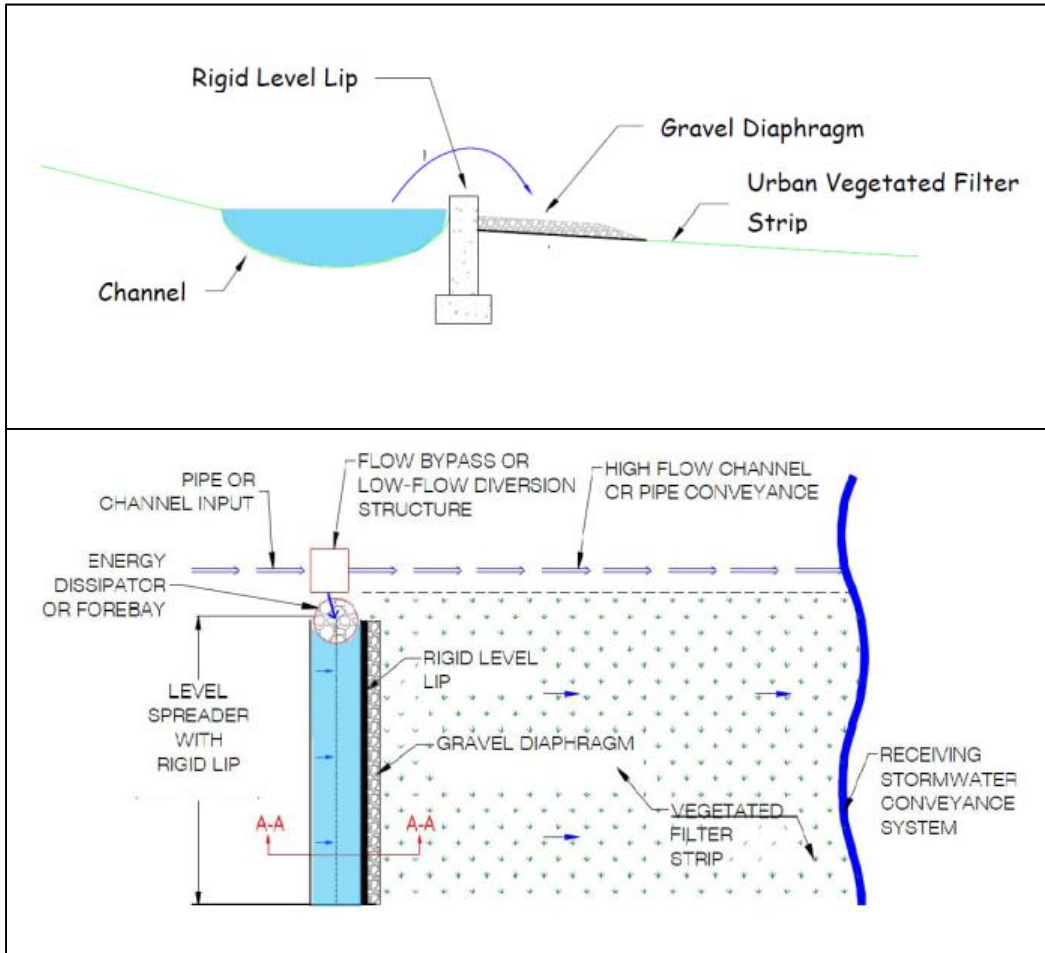 Rigid Level
Lip
Gravel Diaphragm
Urban Vegetated Filter
Strip
Channel
PIPE OR
CHANNEL INPUT
FLOW BYPASS OR
LOW-FLOW DIVERSION
STRUCTURE
HIGH FLOW CHANNEL
OR PIPE CONVEYANCE
ENERGY
DISSIPATOR
OR FOREBAY
RIGID LEVEL
LIP
LEVEL
SPREADER
WITH
RIGID LIP
GRAVEL DIAPHRAGM
VEGETATED
FILTER
STRIP
RECEIVING
STORMWATER
CONVEYANCE
SYSTEM
A-A
A-A